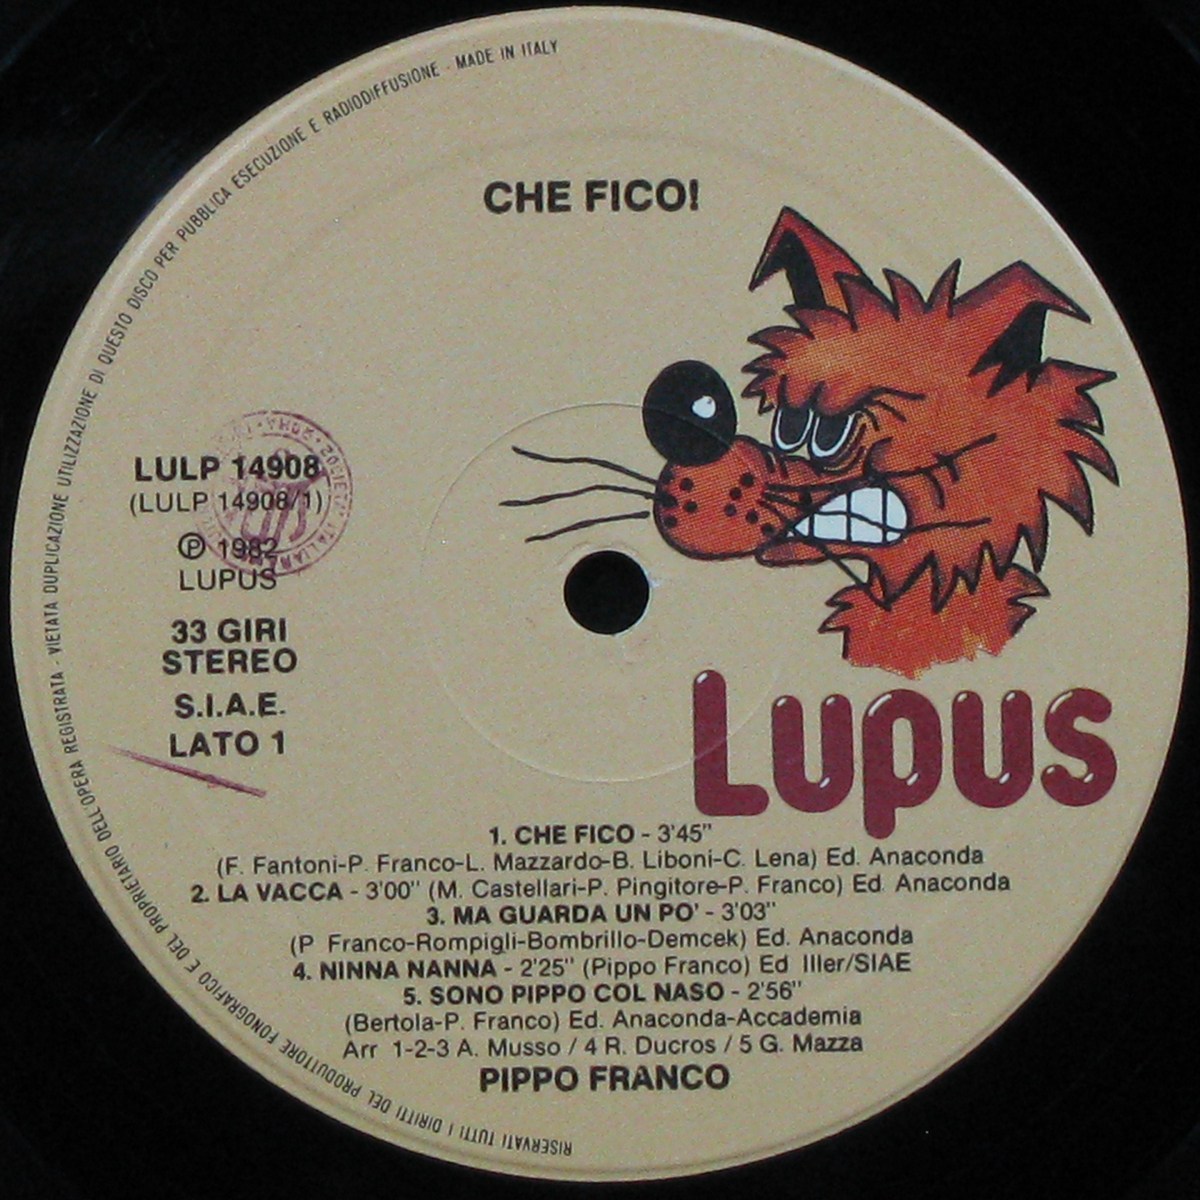 RISERVATI TUTTI I DIRITTI DEL PRODUTTORE FONOGRAFICO E DEL PROPRIETARIO DELL'OPERA REGISTRATA - VIETATA DUPLICAZIONE UTILIZZAZIONE DI QUESTO DISCO PER PUBBLICA ESECUZIONE E RADIODIFFUSIONE - MADE IN ITALY
CHE FICO!
LULP 14908
(LULP 14908/1)
Ⓟ 1982
LUPUS
33 GIRI
STEREO
S.I.A.E.
LATO 1
Lupus
1. CHE FICO - 3'45"
(F. Fantoni-P. Franco-L. Mazzardo-B. Liboni-C. Lena) Ed. Anaconda
2. LA VACCA - 3'00" (M. Castellari-P. Pingitore-P. Franco) Ed. Anaconda
3. MA GUARDA UN PO' - 3'03"
(P Franco-Rompigli-Bombrillo-Demcek) Ed. Anaconda
4. NINNA NANNA - 2'25" (Pippo Franco) Ed Iller/SIAE
5. SONO PIPPO COL NASO - 2'56"
(Bertola-P. Franco) Ed. Anaconda-Accademia
Arr 1-2-3 A. Musso / 4 R. Ducros / 5 G. Mazza
PIPPO FRANCO